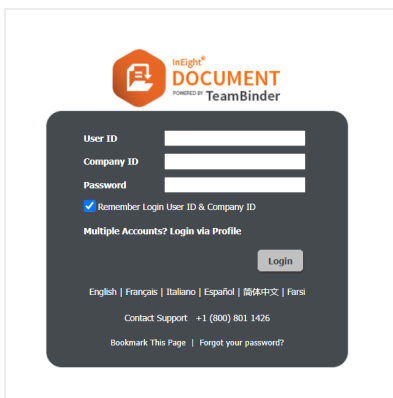 InEight®
DOCUMENT
POWERED BY TeamBinder
User ID
Company ID
Password
Remember Login User ID & Company ID
Multiple Accounts? Login via Profile
Login
English | Français | Italiano | Español | 简体中文 | Farsi
Contact Support +1 (800) 801 1426
Bookmark This Page | Forgot your password?